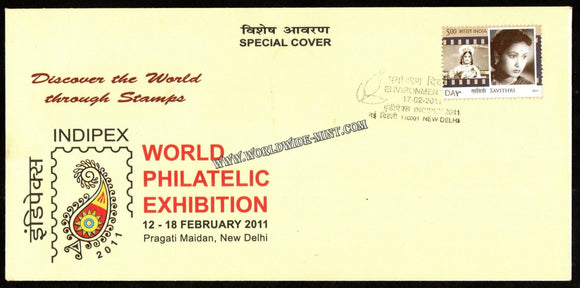 विशेष आवरण
SPECIAL COVER
Discover the World
through Stamps
5.00 भारत INDIA
सावित्री SAVITHRI
ENVIRONMENT DAY
17-02-2011
इंडिपेक्स INDIPEX 2011
नई दिल्ली 110001 NEW DELHI
INDIPEX
इंडिपेक्स
2011
WORLD
PHILATELIC
EXHIBITION
12 - 18 FEBRUARY 2011
Pragati Maidan, New Delhi
WWW.WORLDWIDE-MINT.COM